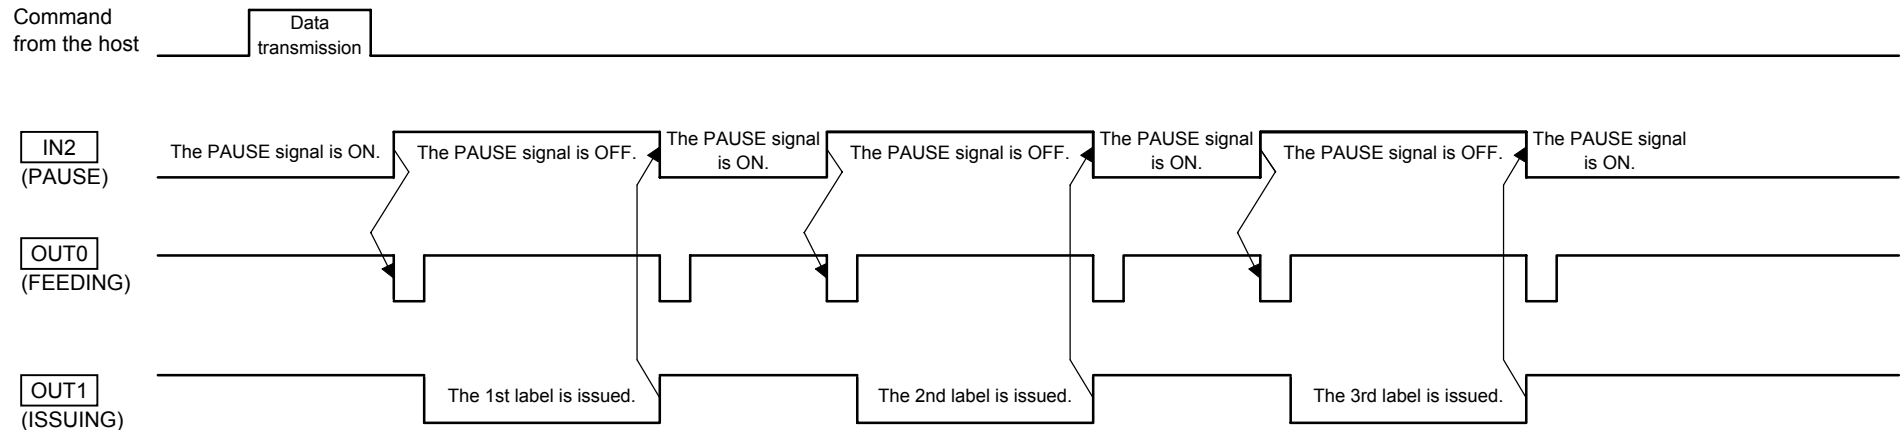 Command
from the host
Data
transmission
IN2
(PAUSE)
The PAUSE signal is ON.
The PAUSE signal is OFF.
The PAUSE signal
is ON.
The PAUSE signal is OFF.
The PAUSE signal
is ON.
The PAUSE signal is OFF.
The PAUSE signal
is ON.
OUT0
(FEEDING)
OUT1
(ISSUING)
The 1st label is issued.
The 2nd label is issued.
The 3rd label is issued.